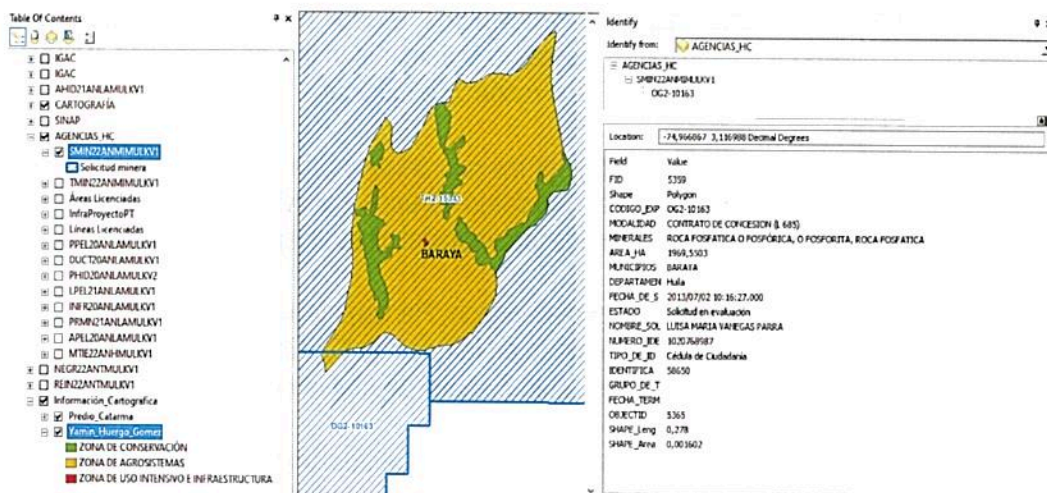 Table Of Contents
IGAC
IGAC
AHID21ANLAMULKV1
CARTOGRAFÍA
SINAP
AGENCIAS_HC
SMIN22ANMIMULKV1
Solicitud minera
TMIN22ANMIMULKV1
Áreas Licenciadas
InfraProyectoPT
Líneas Licenciadas
PPEL20ANLAMULKV1
DUCT20ANLAMULKV1
PHID20ANLAMULKV2
LPEL21ANLAMULKV1
INFR20ANLAMULKV1
PRMN21ANLAMULKV1
APEL20ANLAMULKV1
MTIE22ANHMULKV1
NEGR22ANTMULKV1
REIN22ANTMULKV1
Información_Cartografica
Predio_Catarma
Yamin_Huergo_Gomes
ZONA DE CONSERVACIÓN
ZONA DE AGROSISTEMAS
ZONA DE USO INTENSIVO E INFRAESTRUCTURA
BARAYA
OG2-10163
Identify
Identify from: AGENCIAS_HC
AGENCIAS_HC
SMIN22ANMIMULKV1
OG2-10163
Location: -74,966067 3,116988 Decimal Degrees
Field Value
FID 5359
Shape Polygon
CODIGO_EXP OG2-10163
MODALIDAD CONTRATO DE CONCESION (L 685)
MINERALES ROCA FOSFATICA O FOSFÓRICA, O FOSFORITA, ROCA FOSFATICA
AREA_HA 1969,5503
MUNICIPIOS BARAYA
DEPARTAMEN Huila
FECHA_DE_S 2013/07/02 10:16:27.000
ESTADO Solicitud en evaluación
NOMBRE_SOL LUISA MARIA VANEGAS PARRA
NUMERO_IDE 1020768987
TIPO_DE_ID Cédula de Ciudadanía
IDENTIFICA 58650
GRUPO_DE_T
FECHA_TERM
OBJECTID 5365
SHAPE_Leng 0,278
SHAPE_Area 0,001602